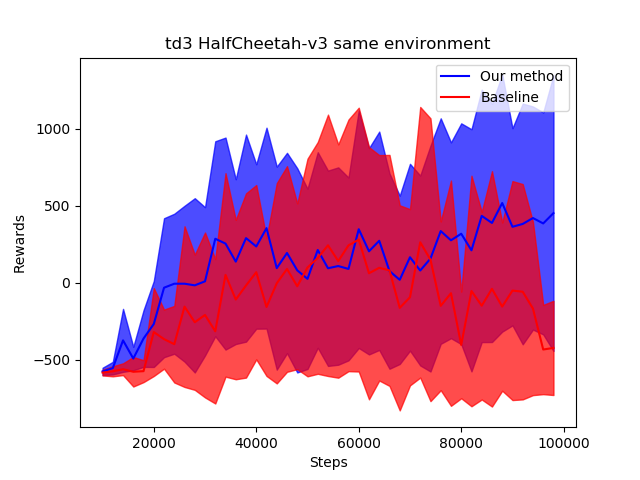 td3 HalfCheetah-v3 same environment
Our method
Baseline
Rewards
1000
500
0
−500
20000 40000 60000 80000 100000
Steps